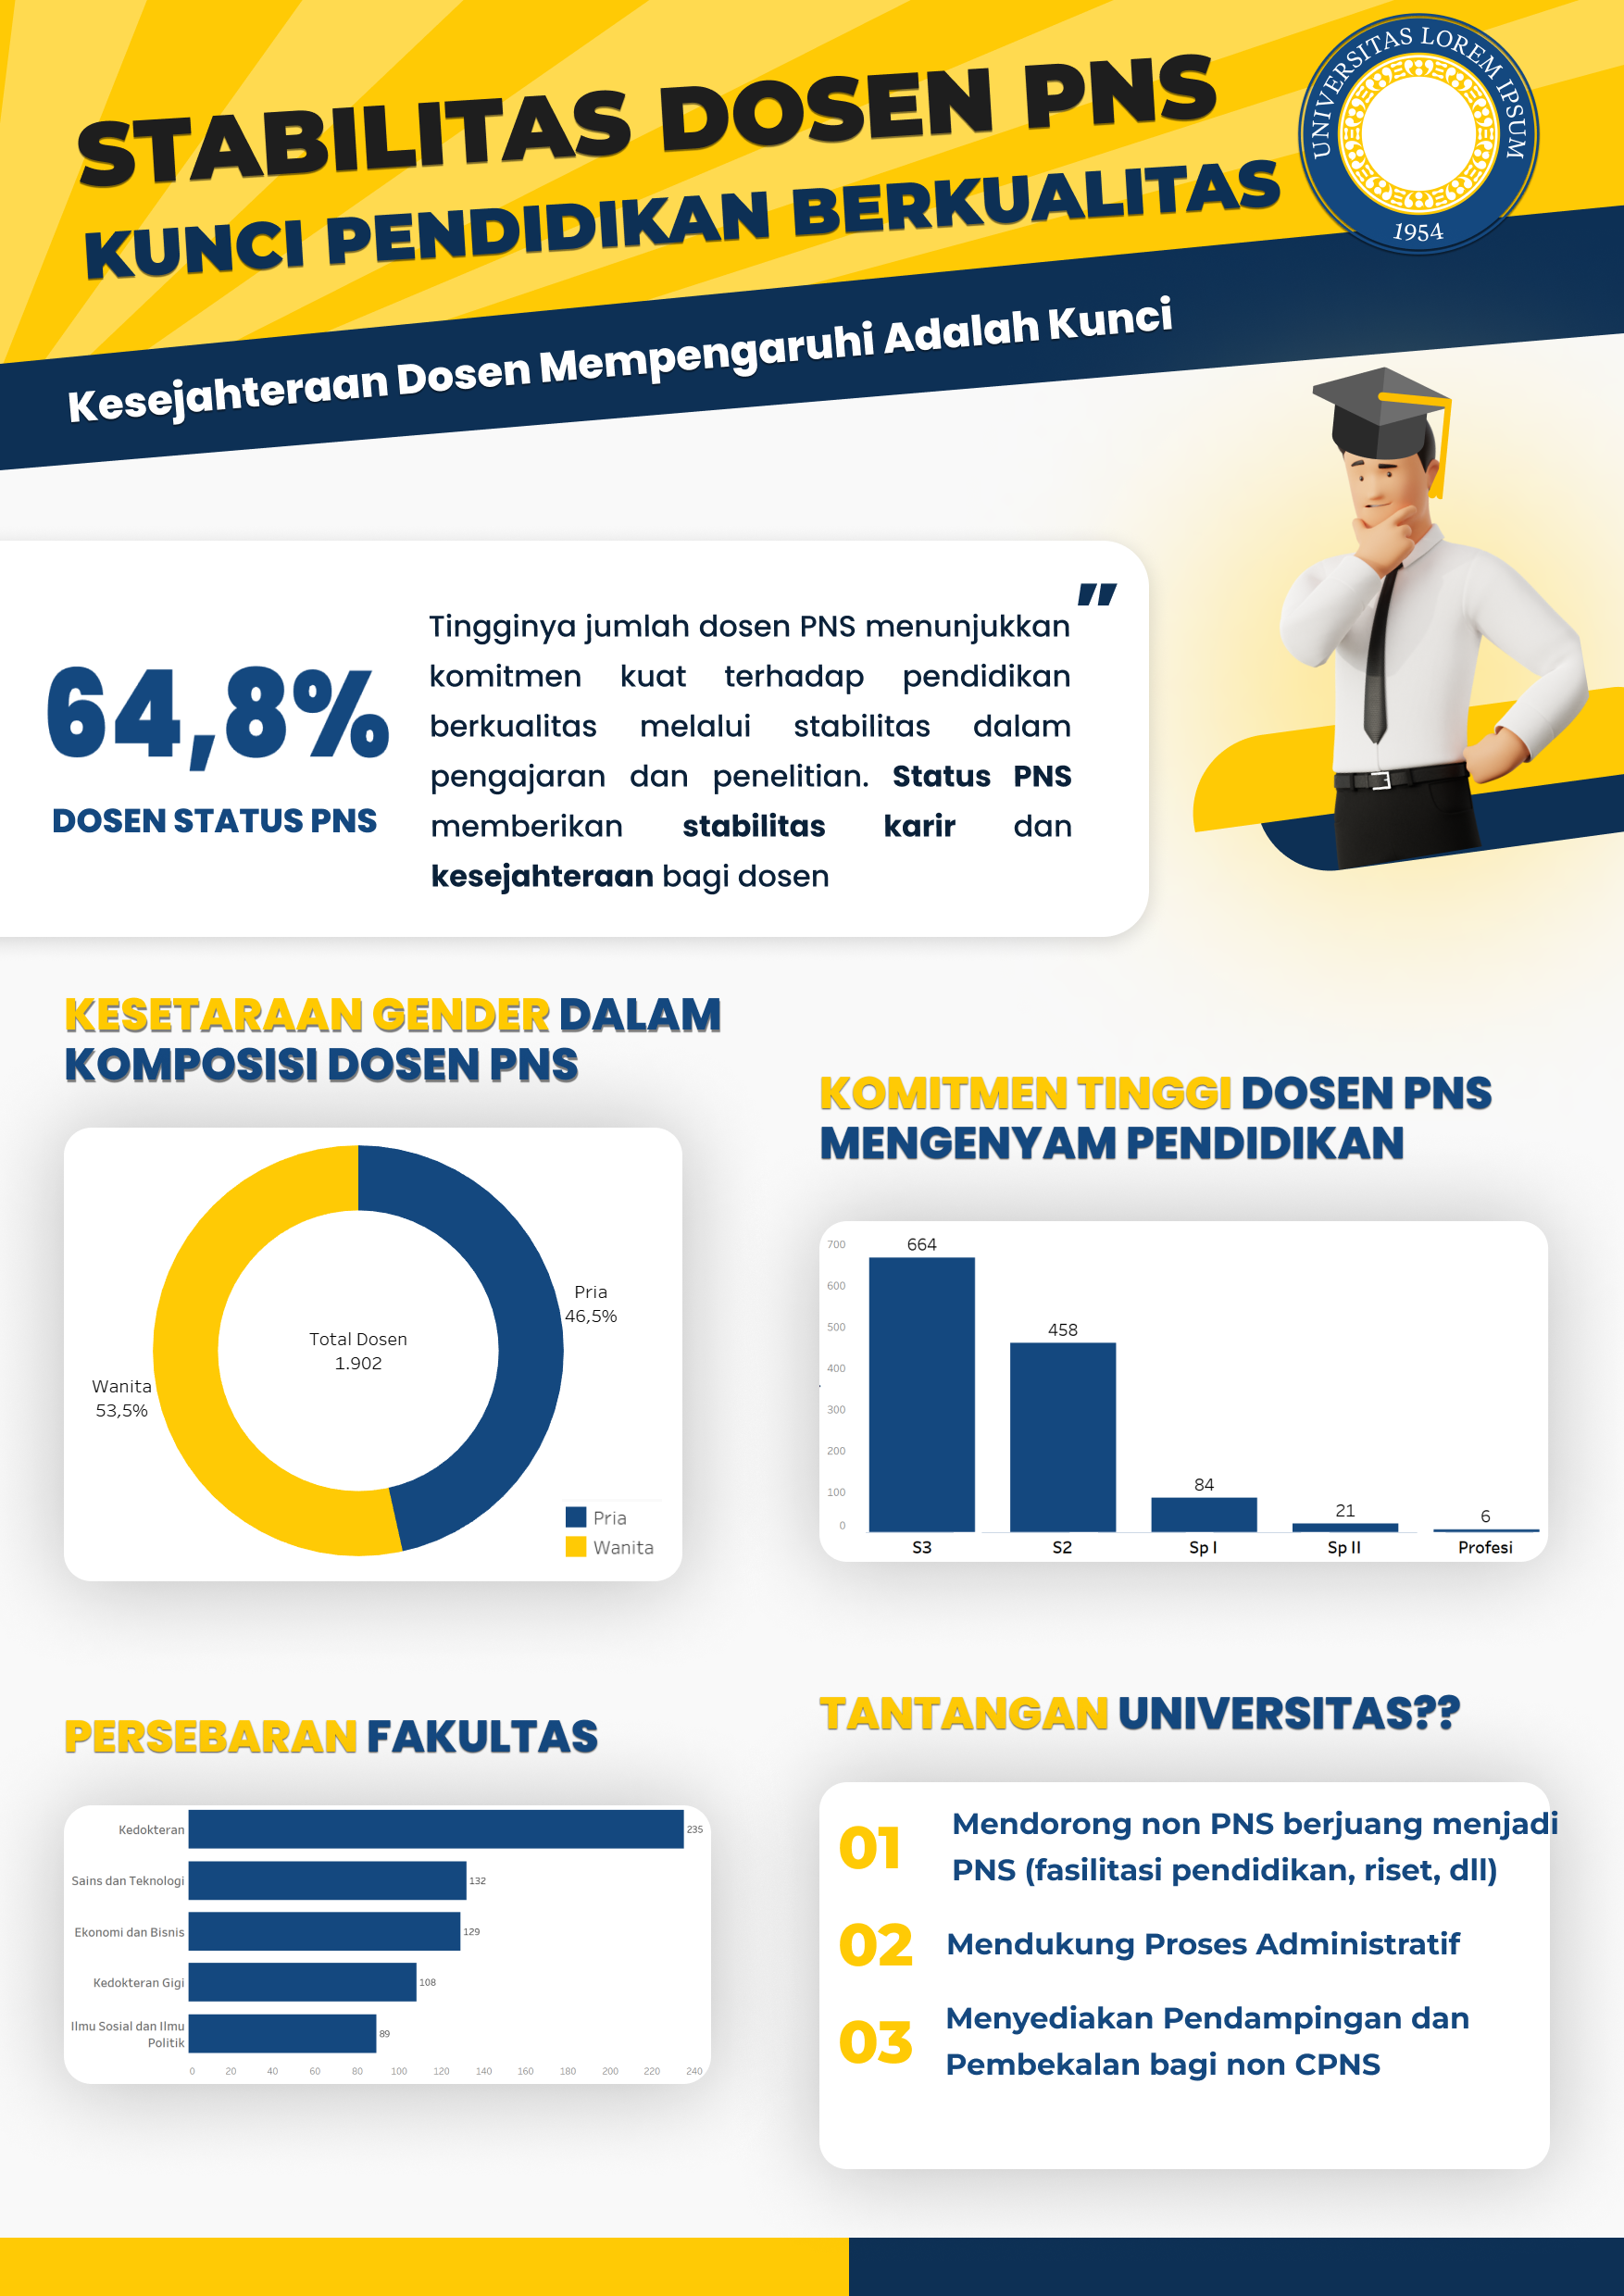 STABILITAS DOSEN PNS
KUNCI PENDIDIKAN BERKUALITAS
UNIVERSITAS LOREM IPSUM
1954
Kesejahteraan Dosen Mempengaruhi Adalah Kunci
64,8%
DOSEN STATUS PNS
"
Tingginya jumlah dosen PNS menunjukkan
komitmen kuat terhadap pendidikan
berkualitas melalui stabilitas dalam
pengajaran dan penelitian. Status PNS
memberikan stabilitas karir dan
kesejahteraan bagi dosen
KESETARAAN GENDER DALAM
KOMPOSISI DOSEN PNS
Pria
46,5%
Total Dosen
1.902
Wanita
53,5%
Pria
Wanita
KOMITMEN TINGGI DOSEN PNS
MENGENYAM PENDIDIKAN
700
600
500
400
300
200
100
0
664
458
84
21
6
S3 S2 Sp I Sp II Profesi
PERSEBARAN FAKULTAS
Kedokteran 235
Sains dan Teknologi 132
Ekonomi dan Bisnis 129
Kedokteran Gigi 108
Ilmu Sosial dan Ilmu
Politik 89
0 20 40 60 80 100 120 140 160 180 200 220 240
TANTANGAN UNIVERSITAS??
01 Mendorong non PNS berjuang menjadi
PNS (fasilitasi pendidikan, riset, dll)
02 Mendukung Proses Administratif
03 Menyediakan Pendampingan dan
Pembekalan bagi non CPNS